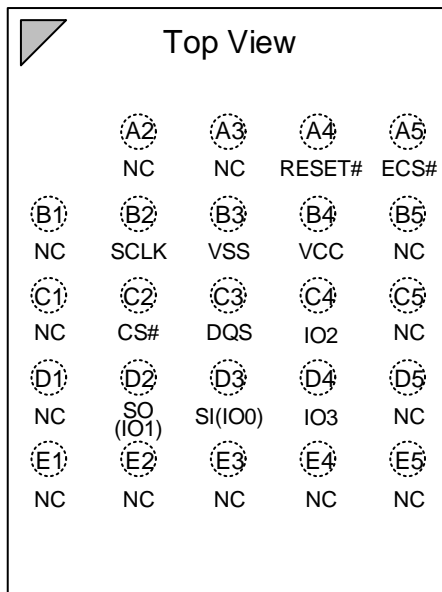 Top View
A2 A3 A4 A5
NC NC RESET# ECS#
B1 B2 B3 B4 B5
NC SCLK VSS VCC NC
C1 C2 C3 C4 C5
NC CS# DQS IO2 NC
D1 D2 D3 D4 D5
NC SO (IO1) SI(IO0) IO3 NC
E1 E2 E3 E4 E5
NC NC NC NC NC